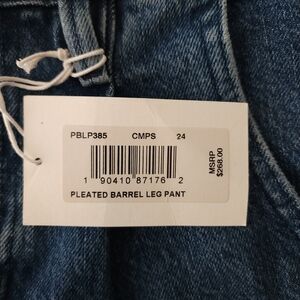 PBLP385 CMPS 24
1 90410 87176 2
PLEATED BARREL LEG PANT
MSRP
$268.00